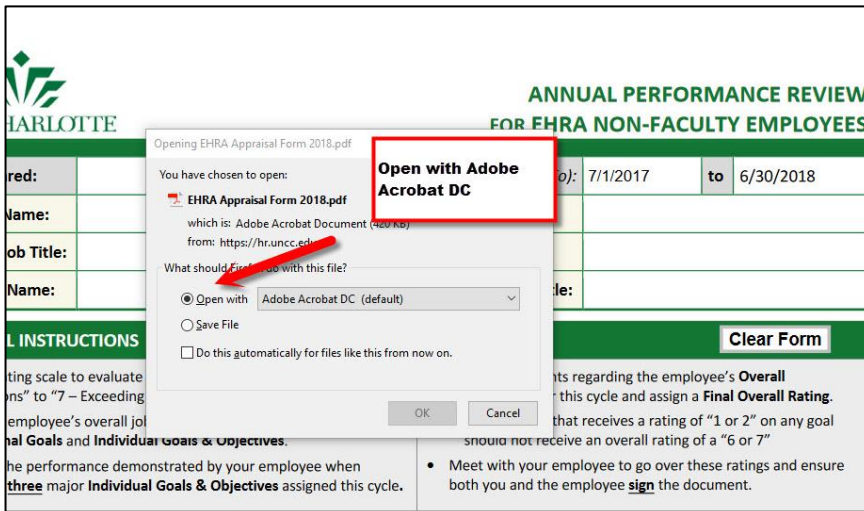 ANNUAL PERFORMANCE REVIEW
HARLOTTE
FOR EHRA NON-FACULTY EMPLOYEES
Opening EHRA Appraisal Form 2018.pdf
You have chosen to open:
EHRA Appraisal Form 2018.pdf
which is: Adobe Acrobat Document (420 KB)
from: https://hr.uncc.edu
What should Firefox do with this file?
Open with Adobe Acrobat DC (default)
Save File
Do this automatically for files like this from now on.
OK Cancel
Open with Adobe
Acrobat DC
red: o): 7/1/2017 to 6/30/2018
Name:
ob Title:
Name: le:
L INSTRUCTIONS Clear Form
ting scale to evaluate
ons" to "7 – Exceeding
employee's overall job
nal Goals and Individual Goals & Objectives.
he performance demonstrated by your employee when
three major Individual Goals & Objectives assigned this cycle.
nts regarding the employee's Overall
r this cycle and assign a Final Overall Rating.
that receives a rating of "1 or 2" on any goal
should not receive an overall rating of a "6 or 7"
• Meet with your employee to go over these ratings and ensure
both you and the employee sign the document.